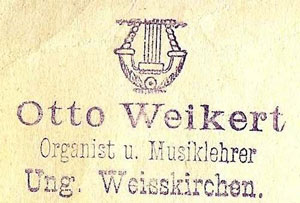 Otto Weikert
Organist u. Musiklehrer
Ung. Weisskirchen.